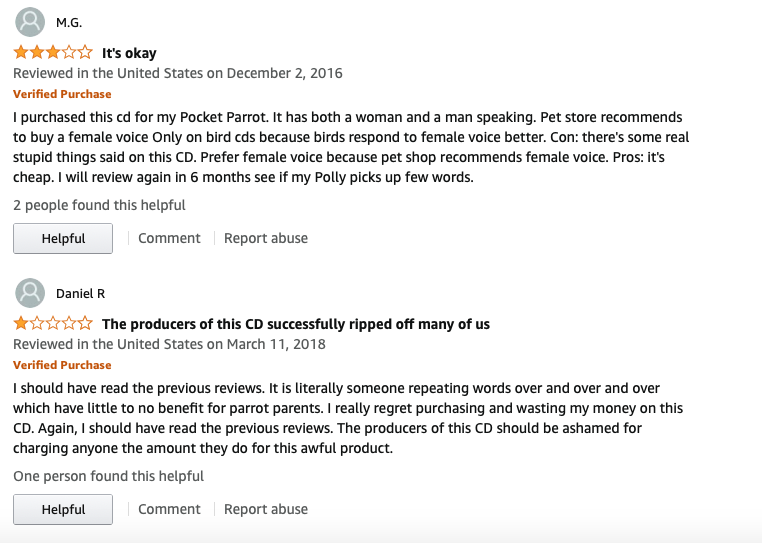 M.G.
It's okay
Reviewed in the United States on December 2, 2016
Verified Purchase
I purchased this cd for my Pocket Parrot. It has both a woman and a man speaking. Pet store recommends
to buy a female voice Only on bird cds because birds respond to female voice better. Con: there's some real
stupid things said on this CD. Prefer female voice because pet shop recommends female voice. Pros: it's
cheap. I will review again in 6 months see if my Polly picks up few words.
2 people found this helpful
Helpful Comment Report abuse
Daniel R
The producers of this CD successfully ripped off many of us
Reviewed in the United States on March 11, 2018
Verified Purchase
I should have read the previous reviews. It is literally someone repeating words over and over and over
which have little to no benefit for parrot parents. I really regret purchasing and wasting my money on this
CD. Again, I should have read the previous reviews. The producers of this CD should be ashamed for
charging anyone the amount they do for this awful product.
One person found this helpful
Helpful Comment Report abuse